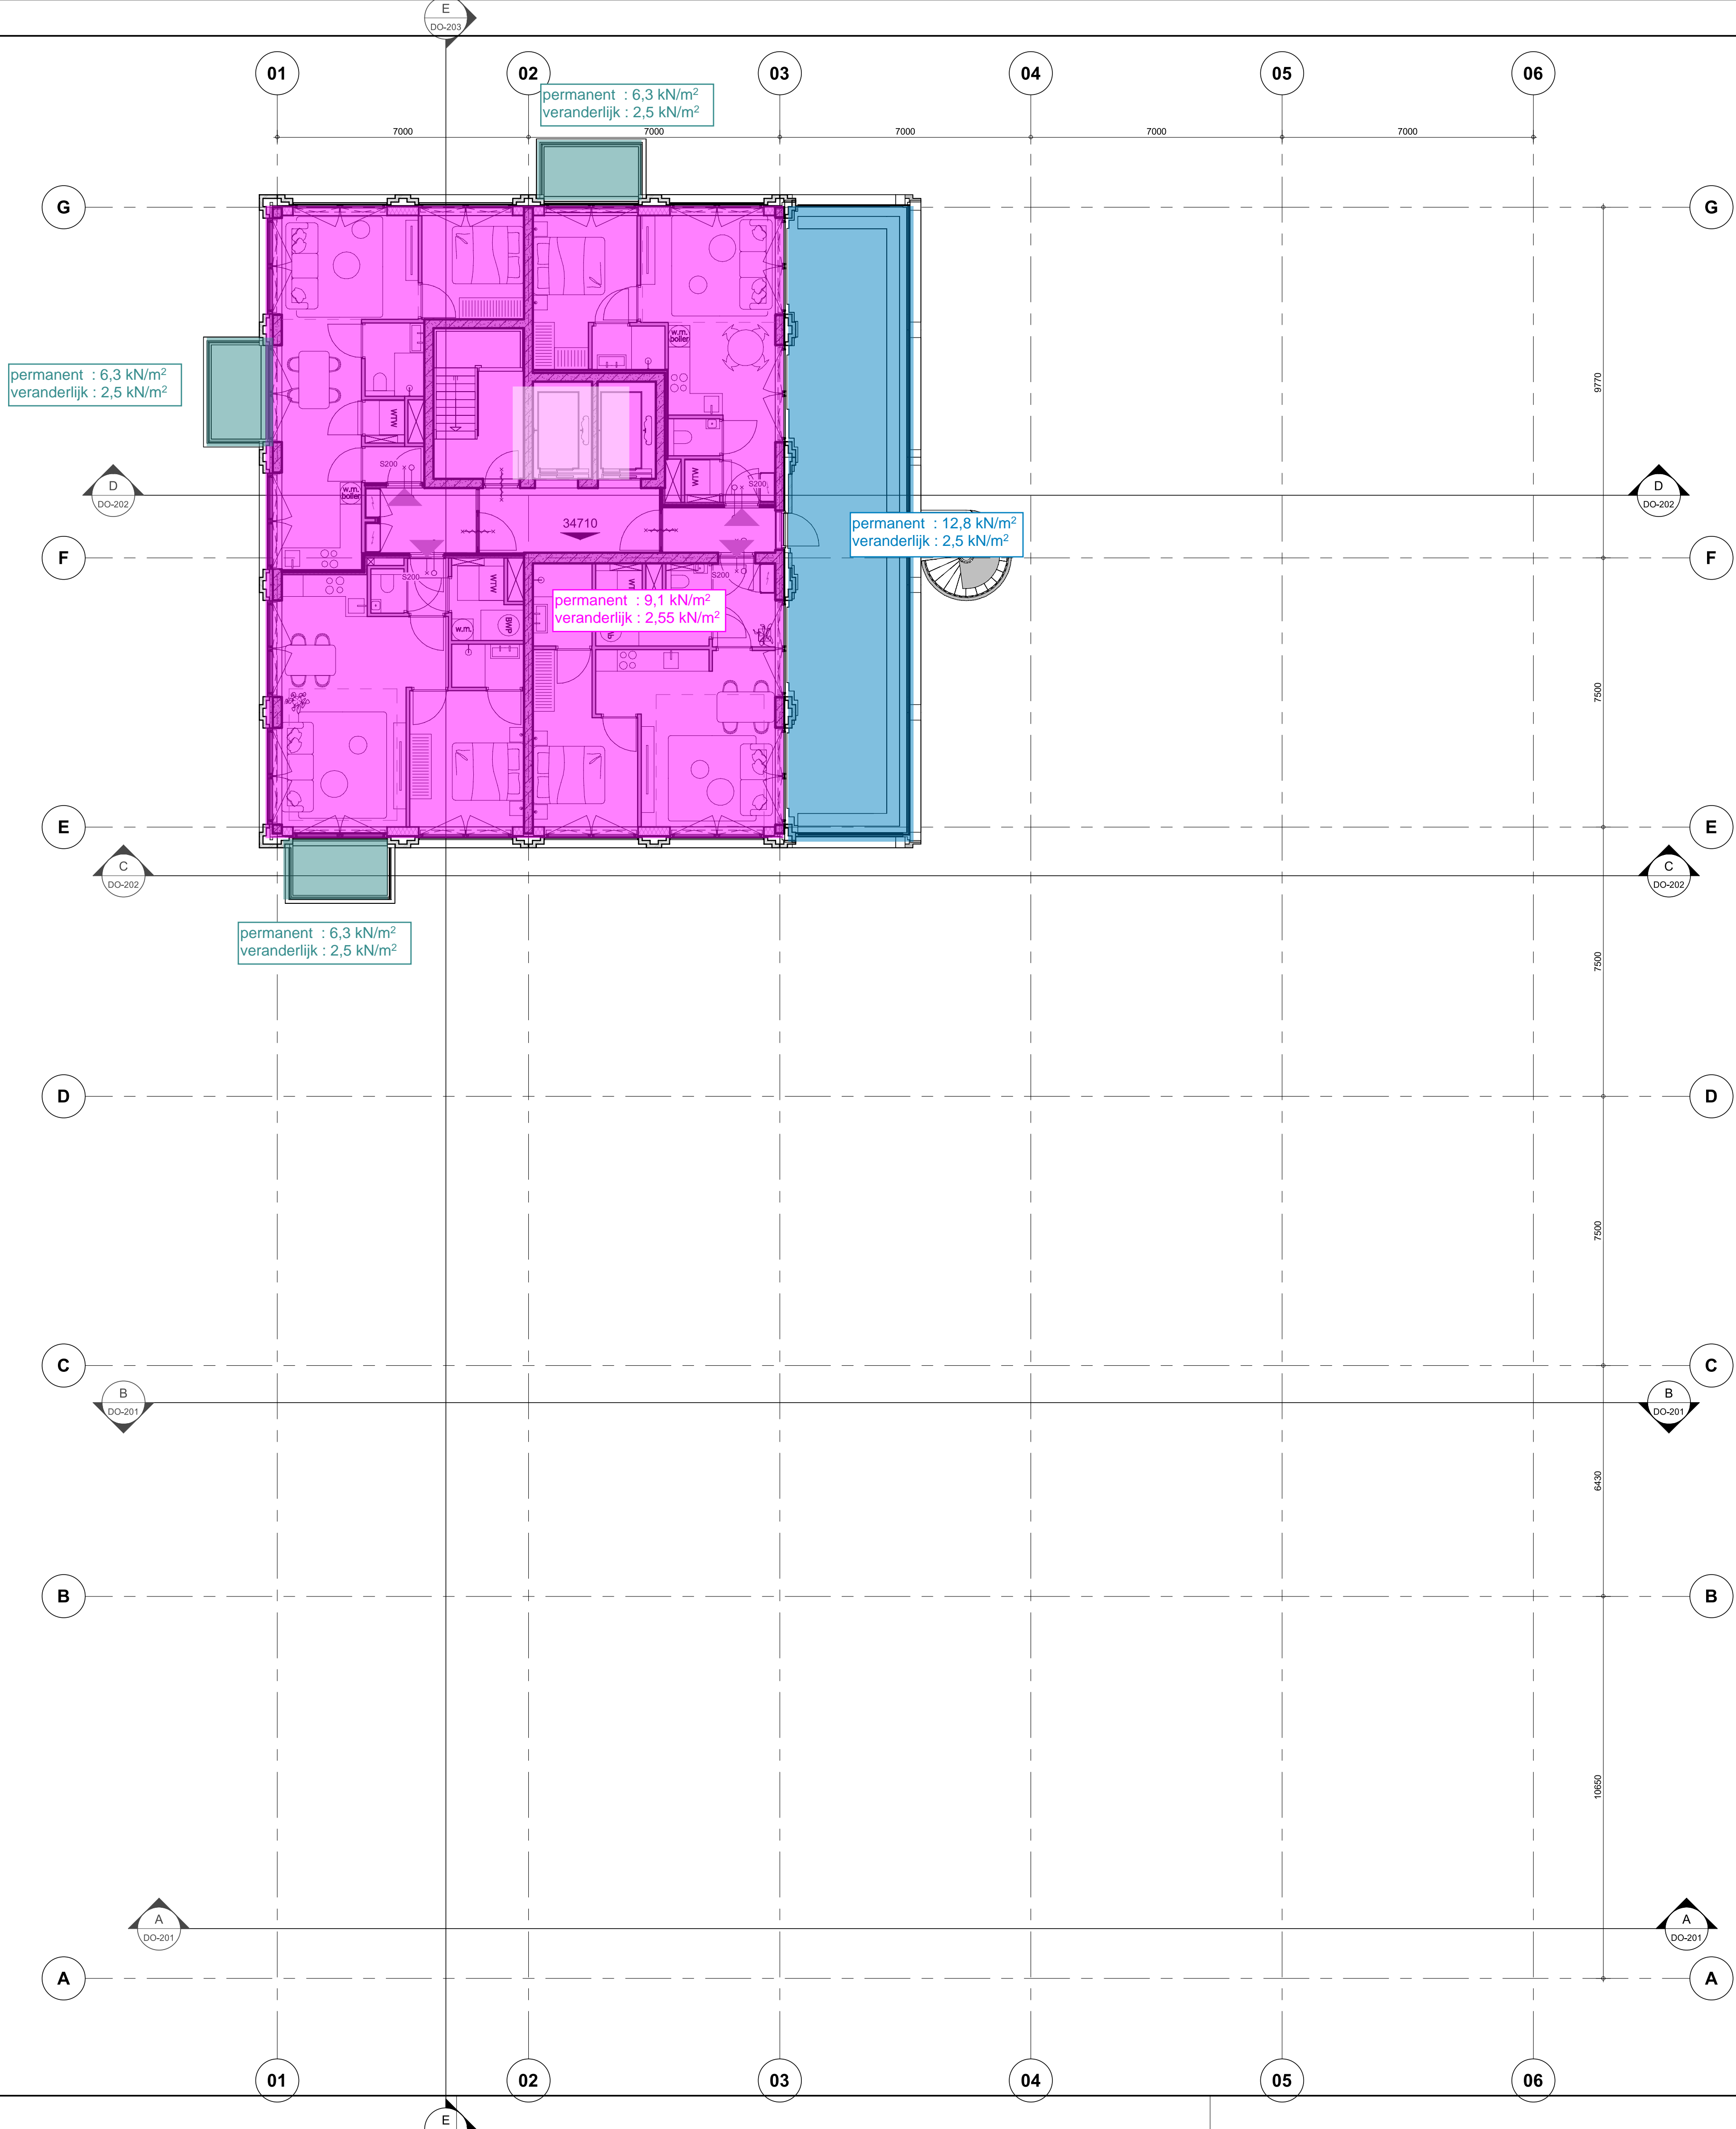 E
DO-203
01
02
03
04
05
06
permanent : 6,3 kN/m²
veranderlijk : 2,5 kN/m²
7000
7000
7000
7000
7000
G
G
w.m.
boiler
permanent : 6,3 kN/m²
veranderlijk : 2,5 kN/m²
9770
WTW
S200
WTW
w.m.
boiler
S200
D
DO-202
D
DO-202
34710
permanent : 12,8 kN/m²
veranderlijk : 2,5 kN/m²
F
F
S200
S200
WTW
permanent : 9,1 kN/m²
veranderlijk : 2,55 kN/m²
w.m.
BWP
7500
E
E
C
DO-202
C
DO-202
permanent : 6,3 kN/m²
veranderlijk : 2,5 kN/m²
7500
D
D
7500
C
C
B
DO-201
B
DO-201
6430
B
B
10650
A
DO-201
A
DO-201
A
A
01
02
03
04
05
06
E